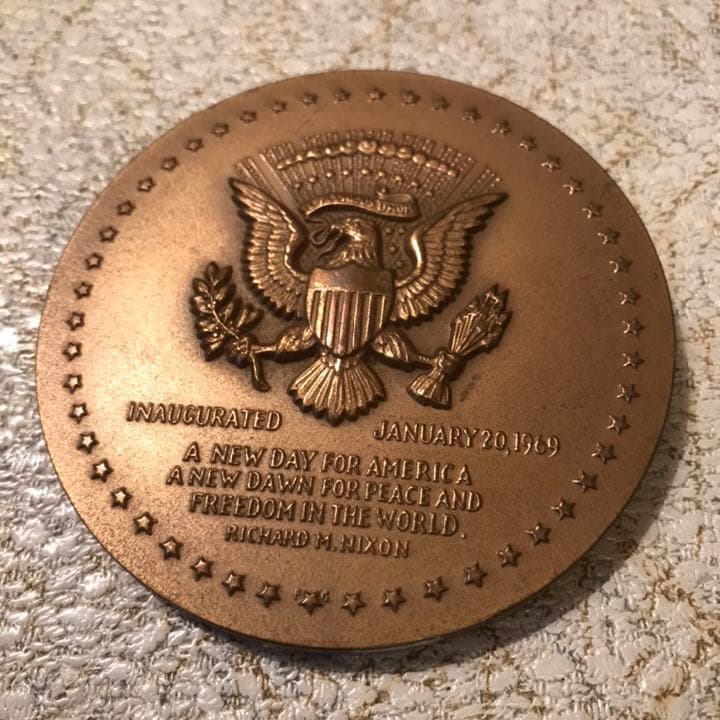 INAUGURATED JANUARY 20, 1969
A NEW DAY FOR AMERICA
A NEW DAWN FOR PEACE AND
FREEDOM IN THE WORLD.
RICHARD M. NIXON